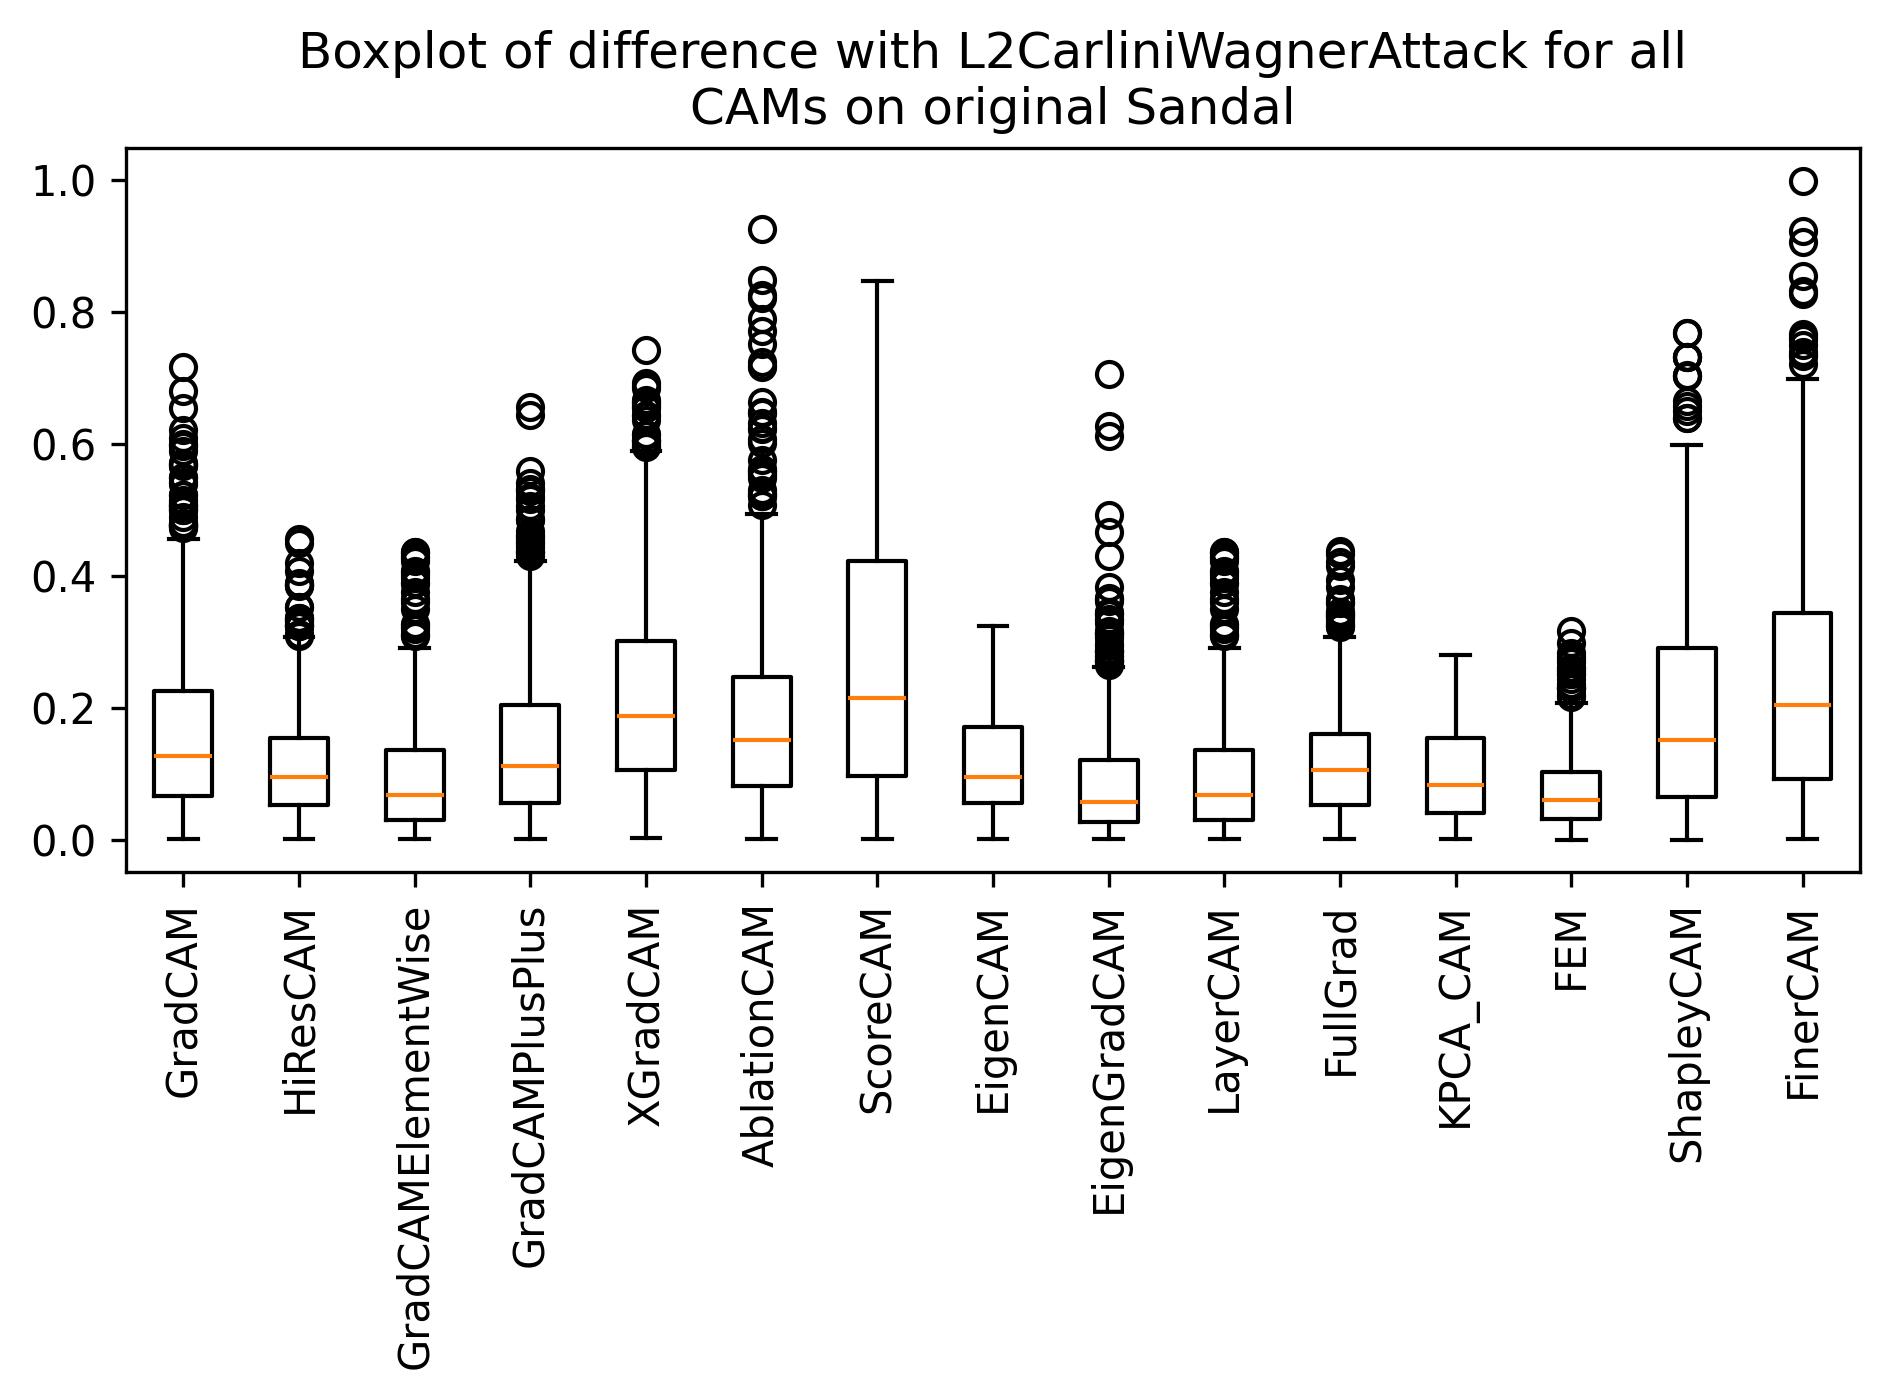 Boxplot of difference with L2CarliniWagnerAttack for all
CAMs on original Sandal
1.0
0.8
0.6
0.4
0.2
0.0
GradCAM
HiResCAM
GradCAMElementWise
GradCAMPlusPlus
XGradCAM
AblationCAM
ScoreCAM
EigenCAM
EigenGradCAM
LayerCAM
FullGrad
KPCA_CAM
FEM
ShapleyCAM
FinerCAM